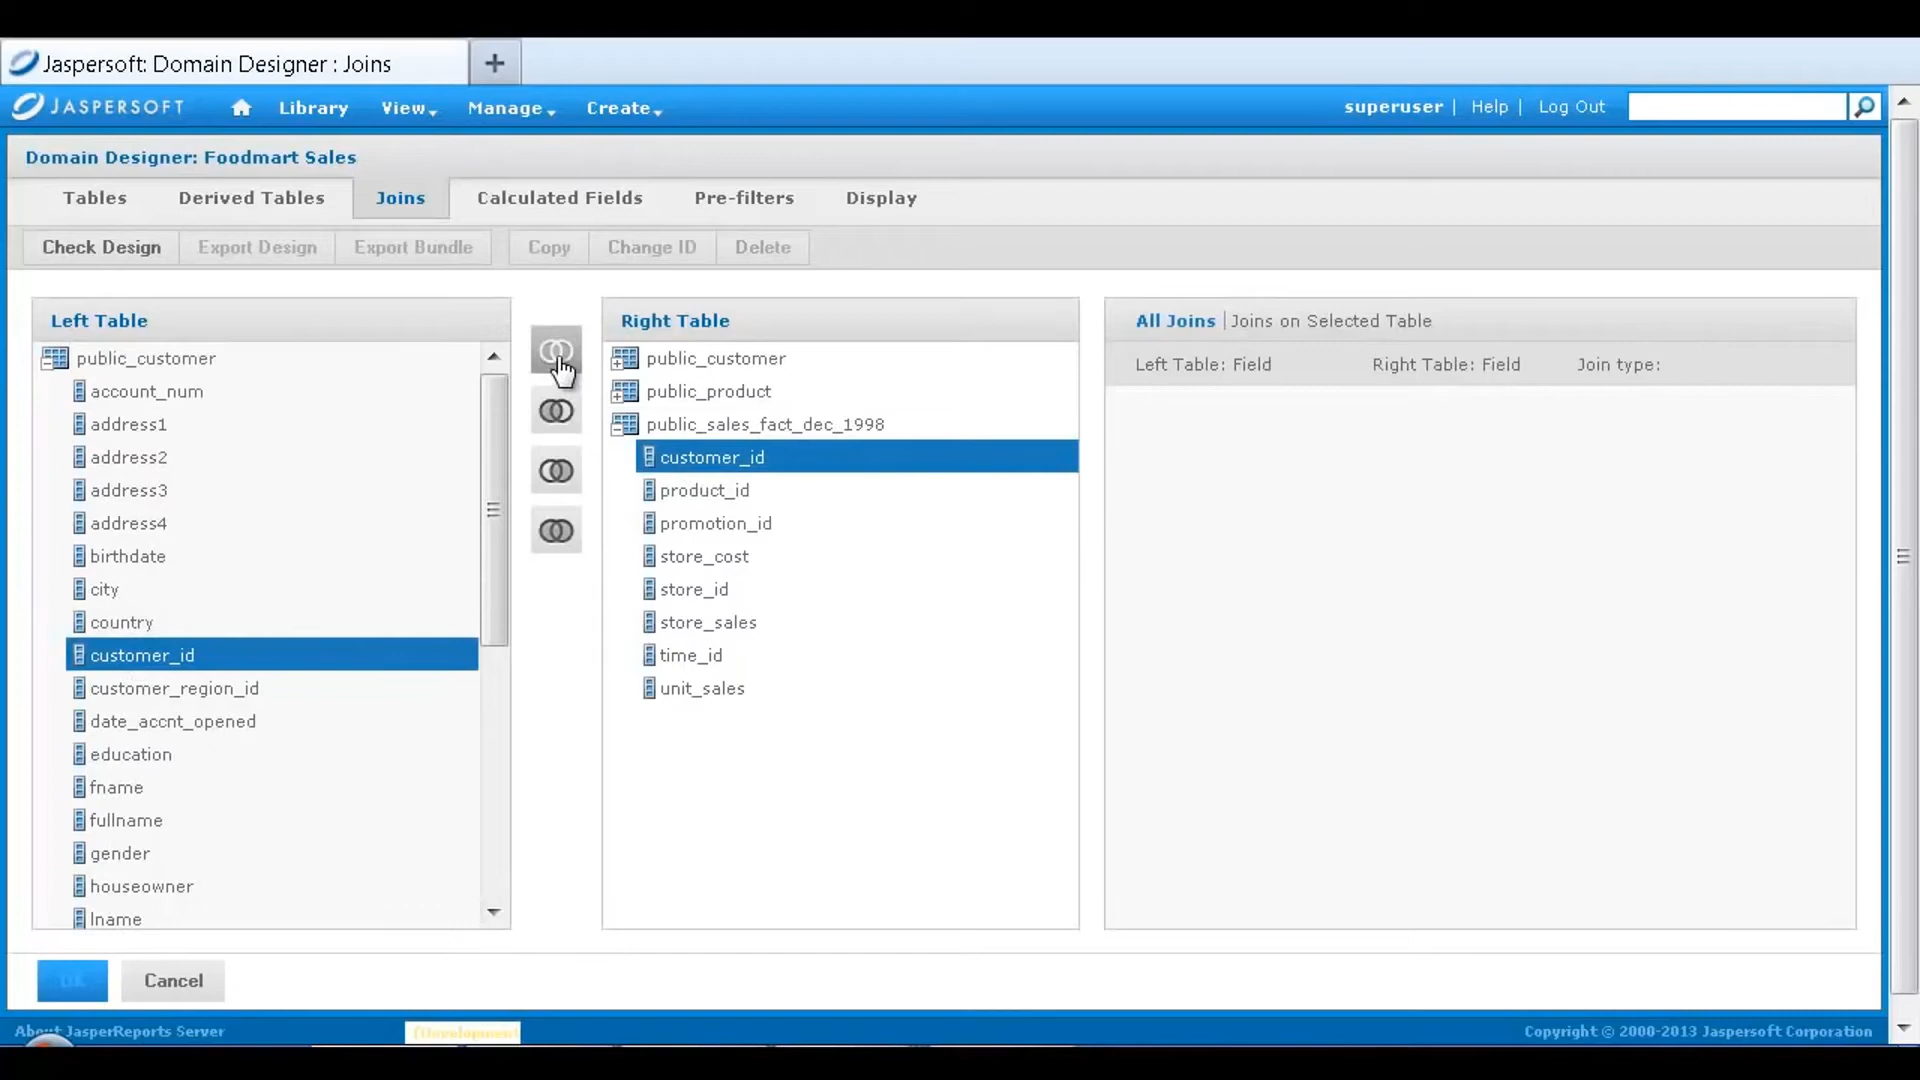 Jaspersoft: Domain Designer : Joins
JASPERSOFT
Library
View
Manage
Create
superuser | Help | Log Out
Domain Designer: Foodmart Sales
Tables
Derived Tables
Joins
Calculated Fields
Pre-filters
Display
Check Design
Export Design
Export Bundle
Copy
Change ID
Delete
Left Table
public_customer
account_num
address1
address2
address3
address4
birthdate
city
country
customer_id
customer_region_id
date_accnt_opened
education
fname
fullname
gender
houseowner
lname
Right Table
public_customer
public_product
public_sales_fact_dec_1998
customer_id
product_id
promotion_id
store_cost
store_id
store_sales
time_id
unit_sales
All Joins | Joins on Selected Table
Left Table: Field
Right Table: Field
Join type:
OK
Cancel
About JasperReports Server
(Development
Copyright © 2000-2013 Jaspersoft Corporation